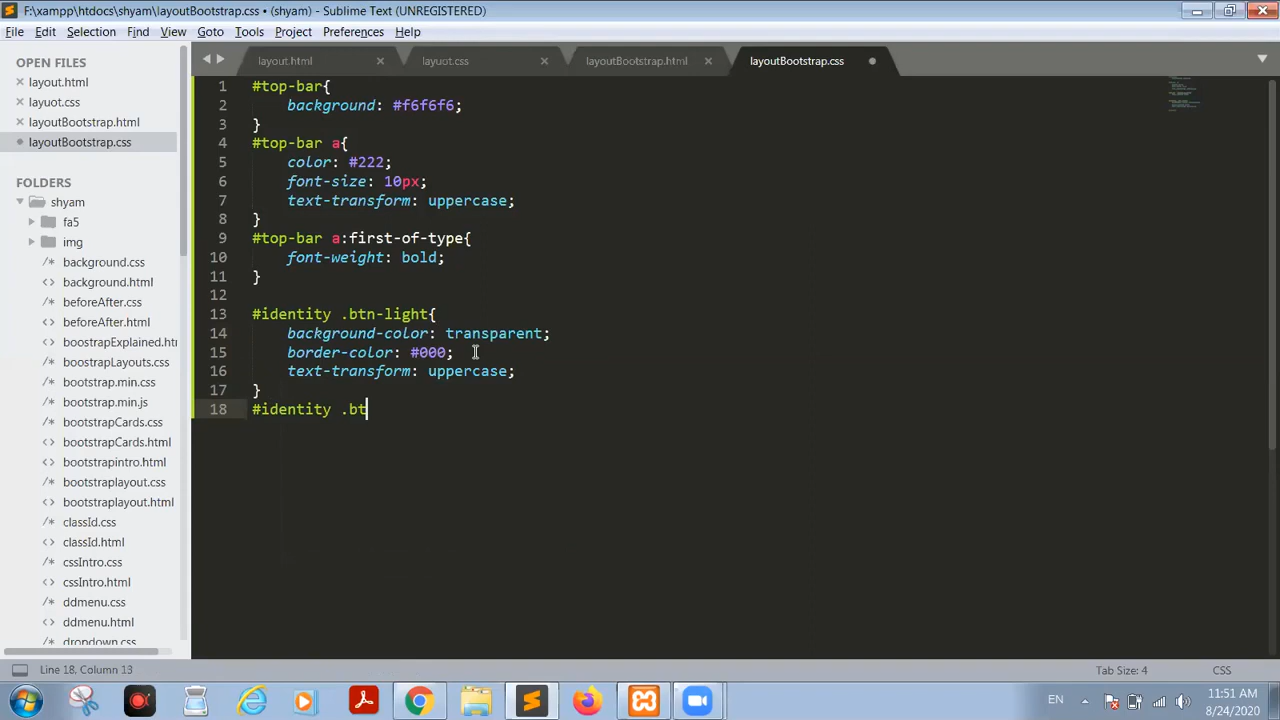 F:\xampp\htdocs\shyam\layoutBootstrap.css • (shyam) - Sublime Text (UNREGISTERED)
File Edit Selection Find View Goto Tools Project Preferences Help
OPEN FILES
layout.html
layuot.css
layoutBootstrap.html
layoutBootstrap.css
FOLDERS
shyam
fa5
img
background.css
background.html
beforeAfter.css
beforeAfter.html
boostrapExplained.htr
boostrapLayouts.css
bootstrap.min.css
bootstrap.min.js
bootstrapCards.css
bootstrapCards.html
bootstrapintro.html
bootstraplayout.css
bootstraplayout.html
classId.css
classId.html
cssIntro.css
cssIntro.html
ddmenu.css
ddmenu.html
dropdown.css
layout.html layuot.css layoutBootstrap.html layoutBootstrap.css
1 #top-bar{
2 background: #f6f6f6;
3 }
4 #top-bar a{
5 color: #222;
6 font-size: 10px;
7 text-transform: uppercase;
8 }
9 #top-bar a:first-of-type{
10 font-weight: bold;
11 }
12
13 #identity .btn-light{
14 background-color: transparent;
15 border-color: #000;
16 text-transform: uppercase;
17 }
18 #identity .bt
Line 18, Column 13 Tab Size: 4 CSS
EN 11:51 AM
8/24/2020